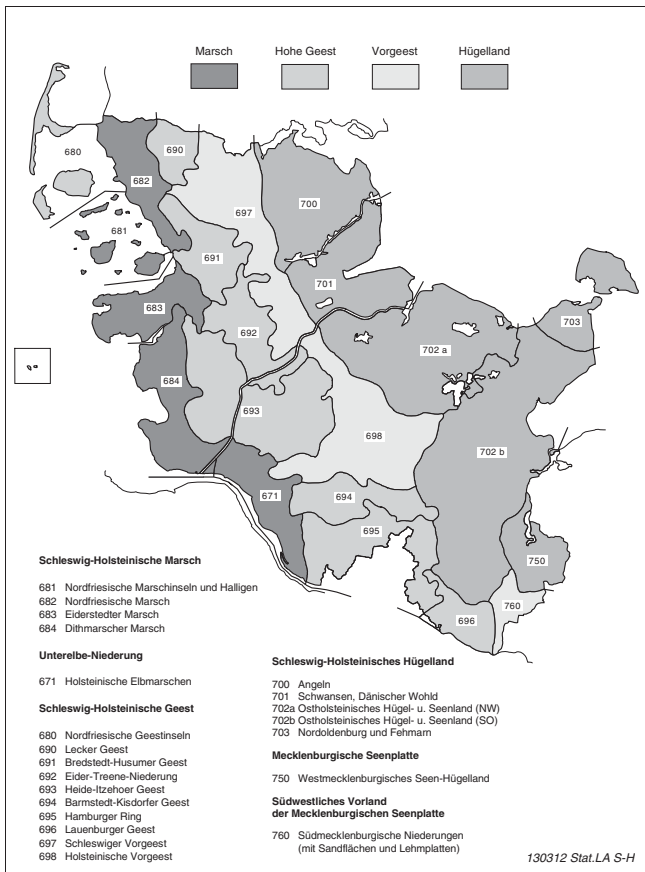 Marsch Hohe Geest Vorgeest Hügelland
680
690
682
700
697
681
691
701
703
683
692
702 a
684
693
698
702 b
671
694
695
750
760
696
Schleswig-Holsteinische Marsch
681 Nordfriesische Marschinseln und Halligen
682 Nordfriesische Marsch
683 Eiderstedter Marsch
684 Dithmarscher Marsch
Unterelbe-Niederung
671 Holsteinische Elbmarschen
Schleswig-Holsteinische Geest
680 Nordfriesische Geestinseln
690 Lecker Geest
691 Bredstedt-Husumer Geest
692 Eider-Treene-Niederung
693 Heide-Itzehoer Geest
694 Barmstedt-Kisdorfer Geest
695 Hamburger Ring
696 Lauenburger Geest
697 Schleswiger Vorgeest
698 Holsteinische Vorgeest
Schleswig-Holsteinisches Hügelland
700 Angeln
701 Schwansen, Dänischer Wohld
702a Ostholsteinisches Hügel- u. Seenland (NW)
702b Ostholsteinisches Hügel- u. Seenland (SO)
703 Nordoldenburg und Fehmarn
Mecklenburgische Seenplatte
750 Westmecklenburgisches Seen-Hügelland
Südwestliches Vorland
der Mecklenburgischen Seenplatte
760 Südmecklenburgische Niederungen
(mit Sandflächen und Lehmplatten)
130312 Stat.LA S-H